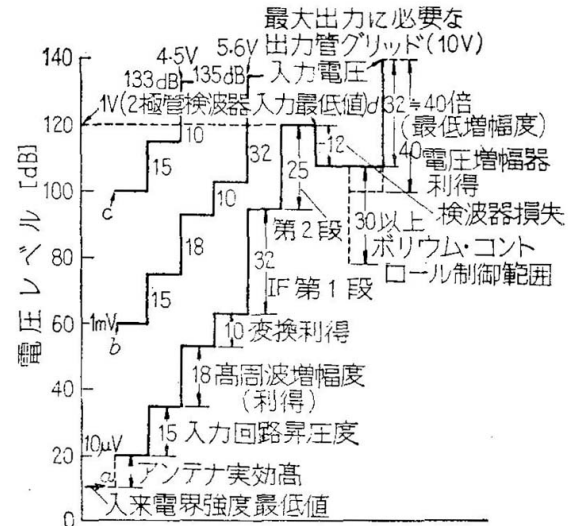 最大出力に必要な
出力管グリッド(10V)
入力電圧
140
4.5V
5.6V
133dB
135dB
1V(2極管検波器入力最低値)d
32≒40倍
(最低増幅度)
120
10
12
40
電圧増幅器
利得
15
32
25
100
c
検波器損失
10
第2段
30以上
ボリウム・コント
ロール制御範囲
18
80
32
15
IF第1段
60
1mV
b
10
変換利得
18
高周波増幅度
(利得)
40
15
入力回路昇圧度
20
10μV
a
アンテナ実効高
入来電界強度最低値
0
電圧レベル[dB]